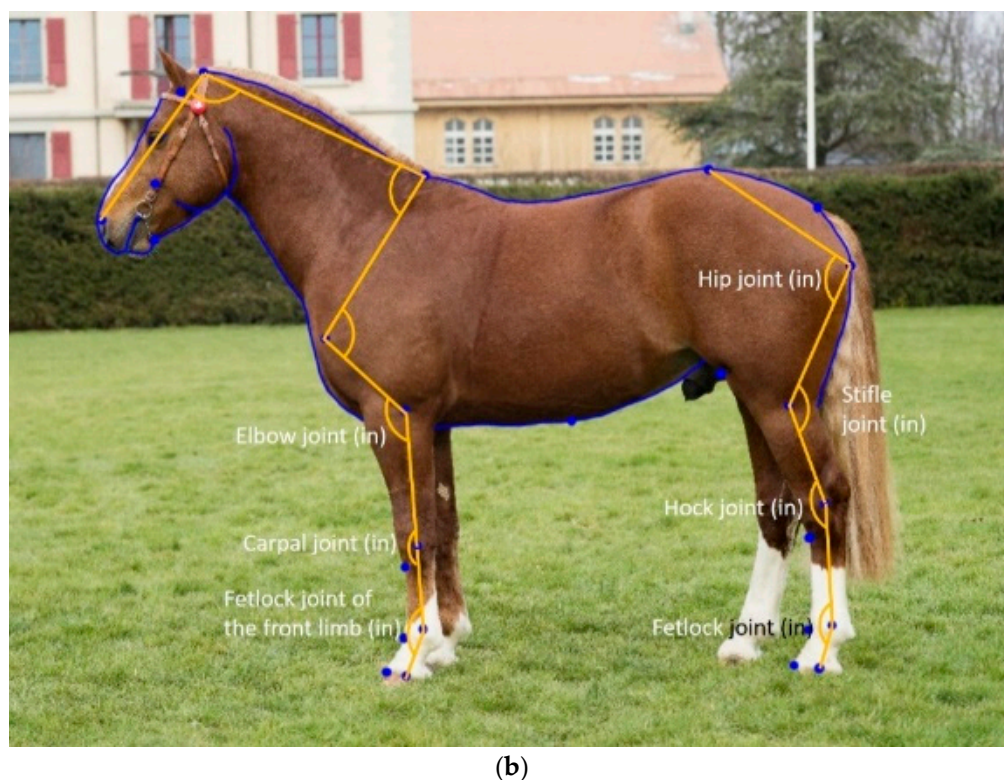 Hip joint (in)
Stifle
joint (in)
Elbow joint (in)
Hock joint (in)
Carpal joint (in)
Fetlock joint of
the front limb (in)
Fetlock joint (in)
(b)